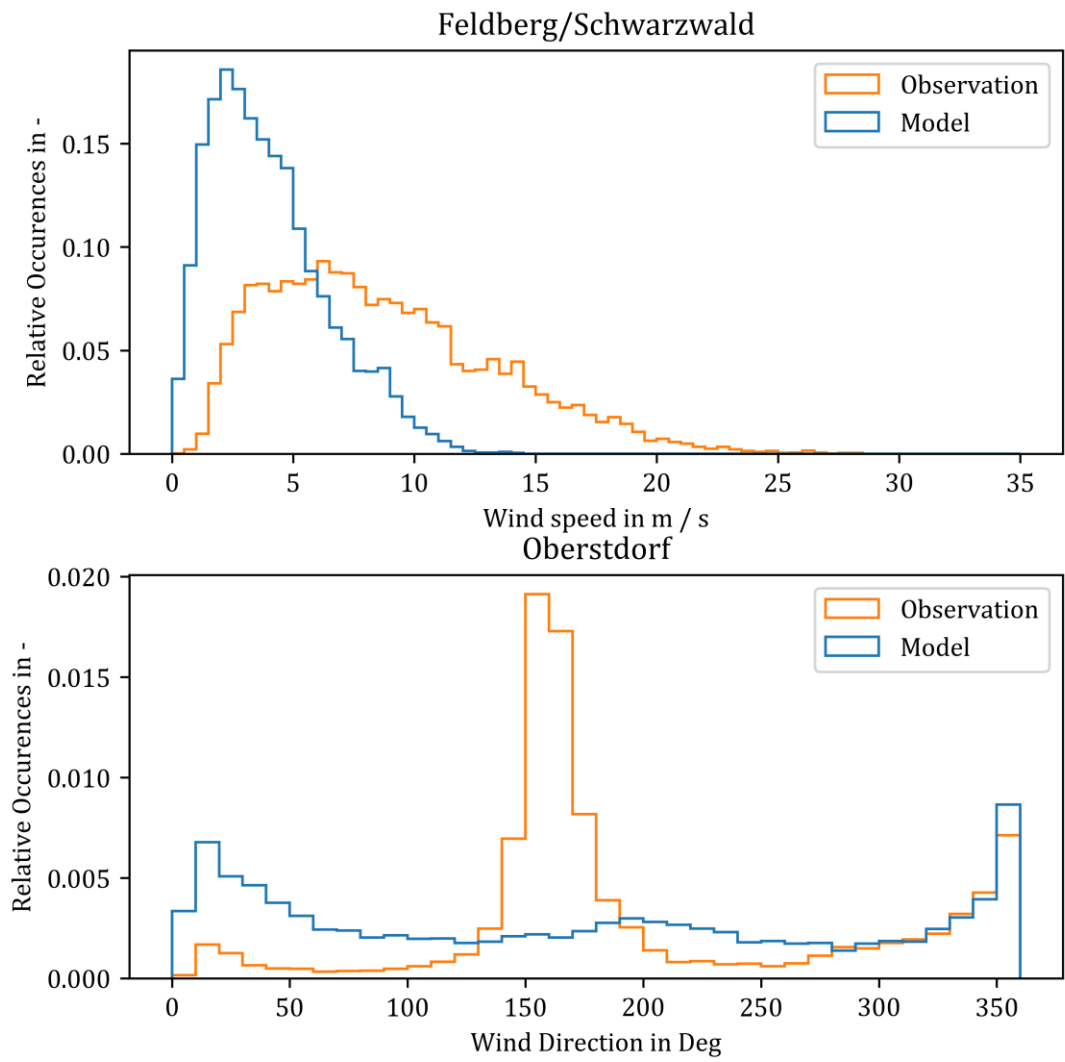 Feldberg/Schwarzwald
Relative Occurences in -
0.15
0.10
0.05
0.00
Observation
Model
0 5 10 15 20 25 30 35
Wind speed in m / s
Oberstdorf
Relative Occurences in -
0.020
0.015
0.010
0.005
0.000
Observation
Model
0 50 100 150 200 250 300 350
Wind Direction in Deg